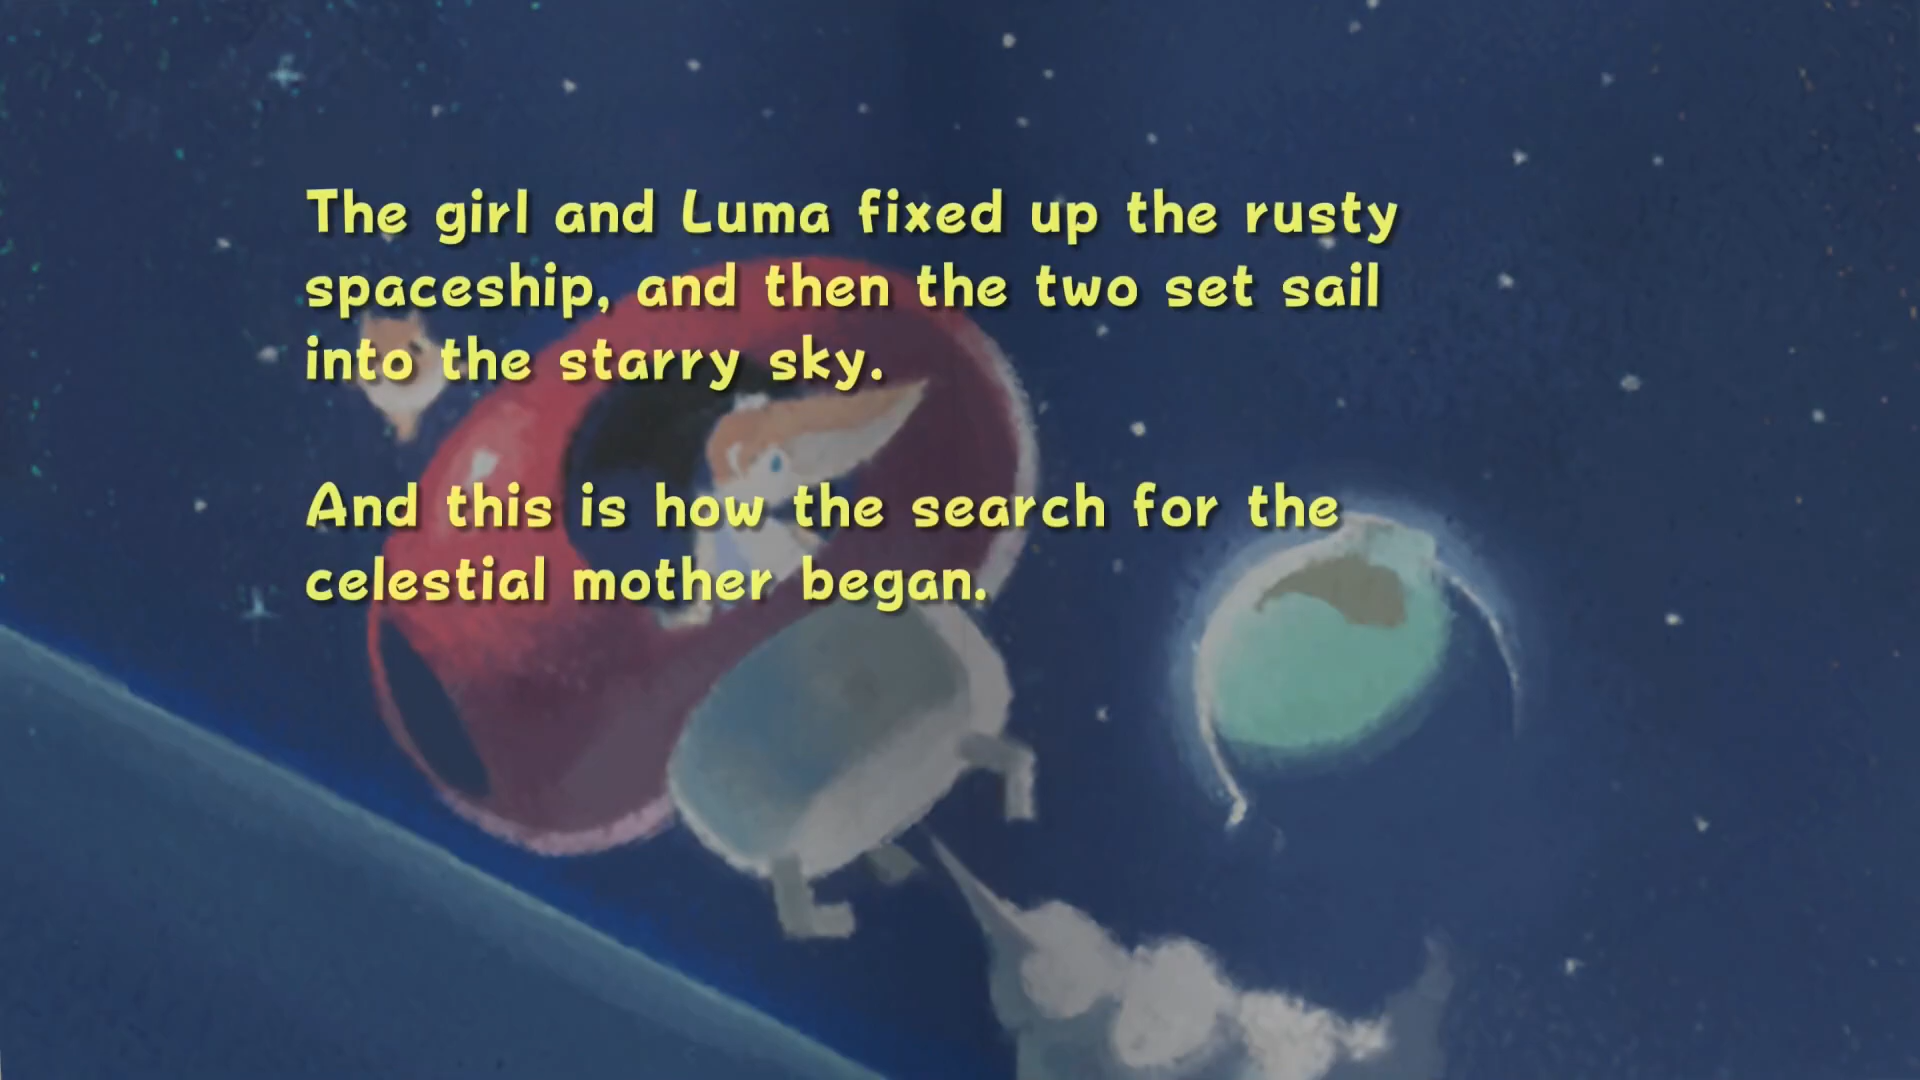 The girl and Luma fixed up the rusty
spaceship, and then the two set sail
into the starry sky.
And this is how the search for the
celestial mother began.